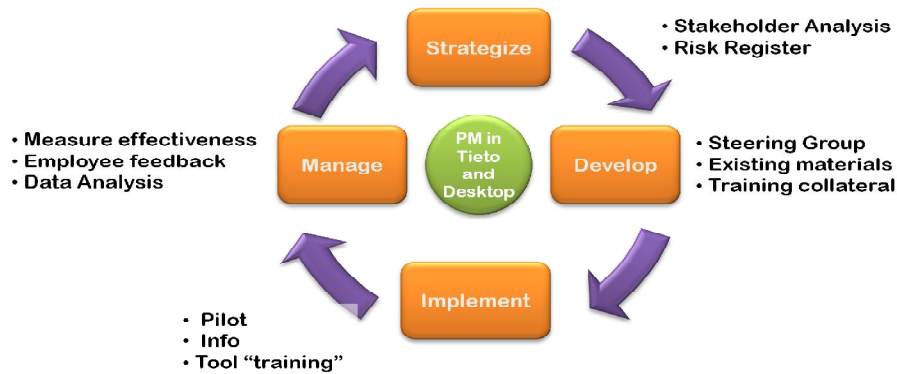 Strategize
• Stakeholder Analysis
• Risk Register
• Measure effectiveness
• Employee feedback
• Data Analysis
Manage
PM in
Tieto
and
Desktop
Develop
• Steering Group
• Existing materials
• Training collateral
Implement
• Pilot
• Info
• Tool “training”